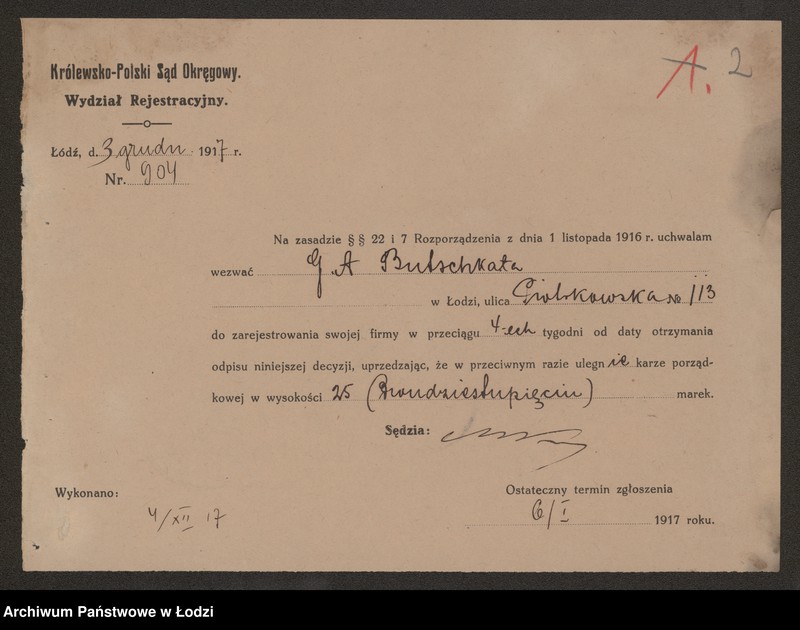 Królewsko-Polski Sąd Okręgowy.
Wydział Rejestracyjny.
A. 2
Łódź, d. 3 grudn 1917 r.
Nr. 904
Na zasadzie § § 22 i 7 Rozporządzenia z dnia 1 listopada 1916 r. uchwalam
wezwać G A Butschkata
w Łodzi, ulica № 113
do zarejestrowania swojej firmy w przeciągu 4-ech tygodni od daty otrzymania
odpisu niniejszej decyzji, uprzedzając, że w przeciwnym razie ulegnie karze porząd-
kowej w wysokości 25 (Dwudziestupięciu) marek.
Sędzia:
Wykonano:
4/XII 17
Ostateczny termin zgłoszenia
6/I 1917 roku.
Archiwum Państwowe w Łodzi